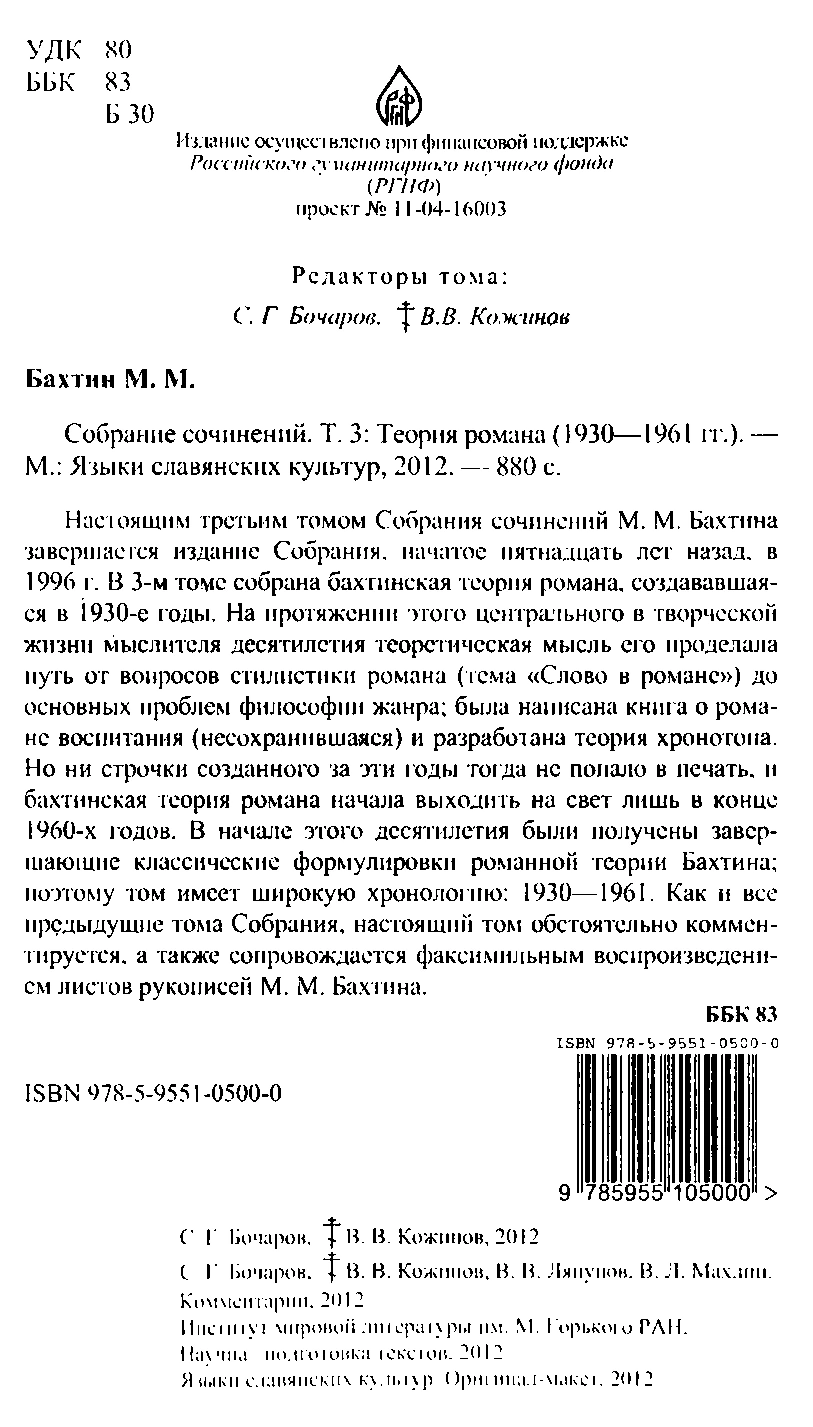 УДК 80
ББК 83
Б 30
РГНФ
Издание осуществлено при финансовой поддержке
Российского гуманитарного научного фонда
(РГНФ)
проект № 11-04-16003
Редакторы тома:
С. Г Бочаров, В.В. Кожинов
Бахтин М. М.
Собрание сочинений. Т. 3: Теория романа (1930—1961 гг.). —
М.: Языки славянских культур, 2012. — 880 с.
Настоящим третьим томом Собрания сочинений М. М. Бахтина
завершается издание Собрания, начатое пятнадцать лет назад, в
1996 г. В 3-м томе собрана бахтинская теория романа, создававшая-
ся в 1930-е годы. На протяжении этого центрального в творческой
жизни мыслителя десятилетия теоретическая мысль его проделала
путь от вопросов стилистики романа (тема «Слово в романе») до
основных проблем философии жанра; была написана книга о рома-
не воспитания (несохранившаяся) и разработана теория хронотопа.
Но ни строчки созданного за эти годы тогда не попало в печать, и
бахтинская теория романа начала выходить на свет лишь в конце
1960-х годов. В начале этого десятилетия были получены завер-
шающие классические формулировки романной теории Бахтина;
поэтому том имеет широкую хронологию: 1930—1961. Как и все
предыдущие тома Собрания, настоящий том обстоятельно коммен-
тируется, а также сопровождается факсимильным воспроизведени-
ем листов рукописей М. М. Бахтина.
ББК 83
ISBN 978-5-9551-0500-0
ISBN 978-5-9551-0500-0
9 785955 105000 >
С Г Бочаров, В. В. Кожинов, 2012
С Г Бочаров, В. В. Кожинов, В. В. Ляпунов, В. Л. Махлин.
Комментарии, 2012
Институт мировой литературы им. М. Горького РАН.
подготовка текстов, 2012
Языки славянских культур Оригинал-макет, 2012